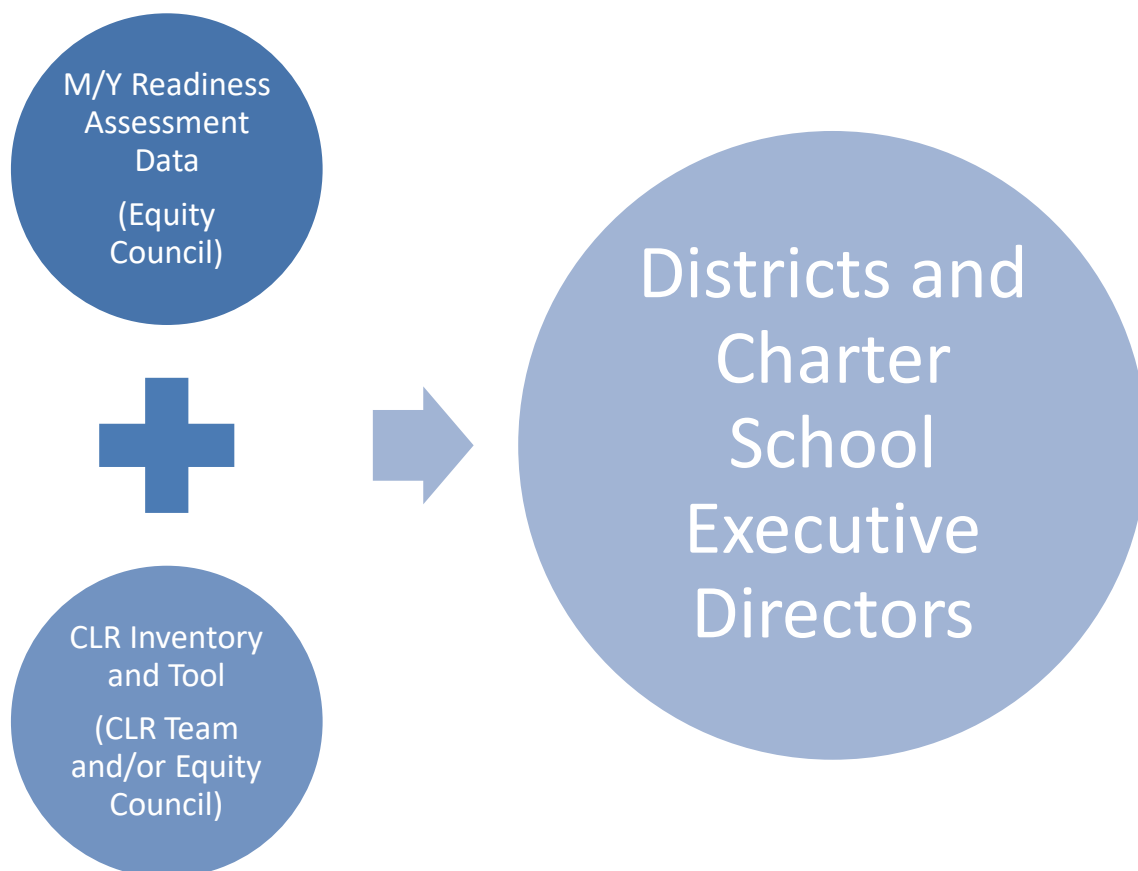 M/Y Readiness
Assessment
Data
(Equity
Council)
CLR Inventory
and Tool
(CLR Team
and/or Equity
Council)
Districts and
Charter
School
Executive
Directors